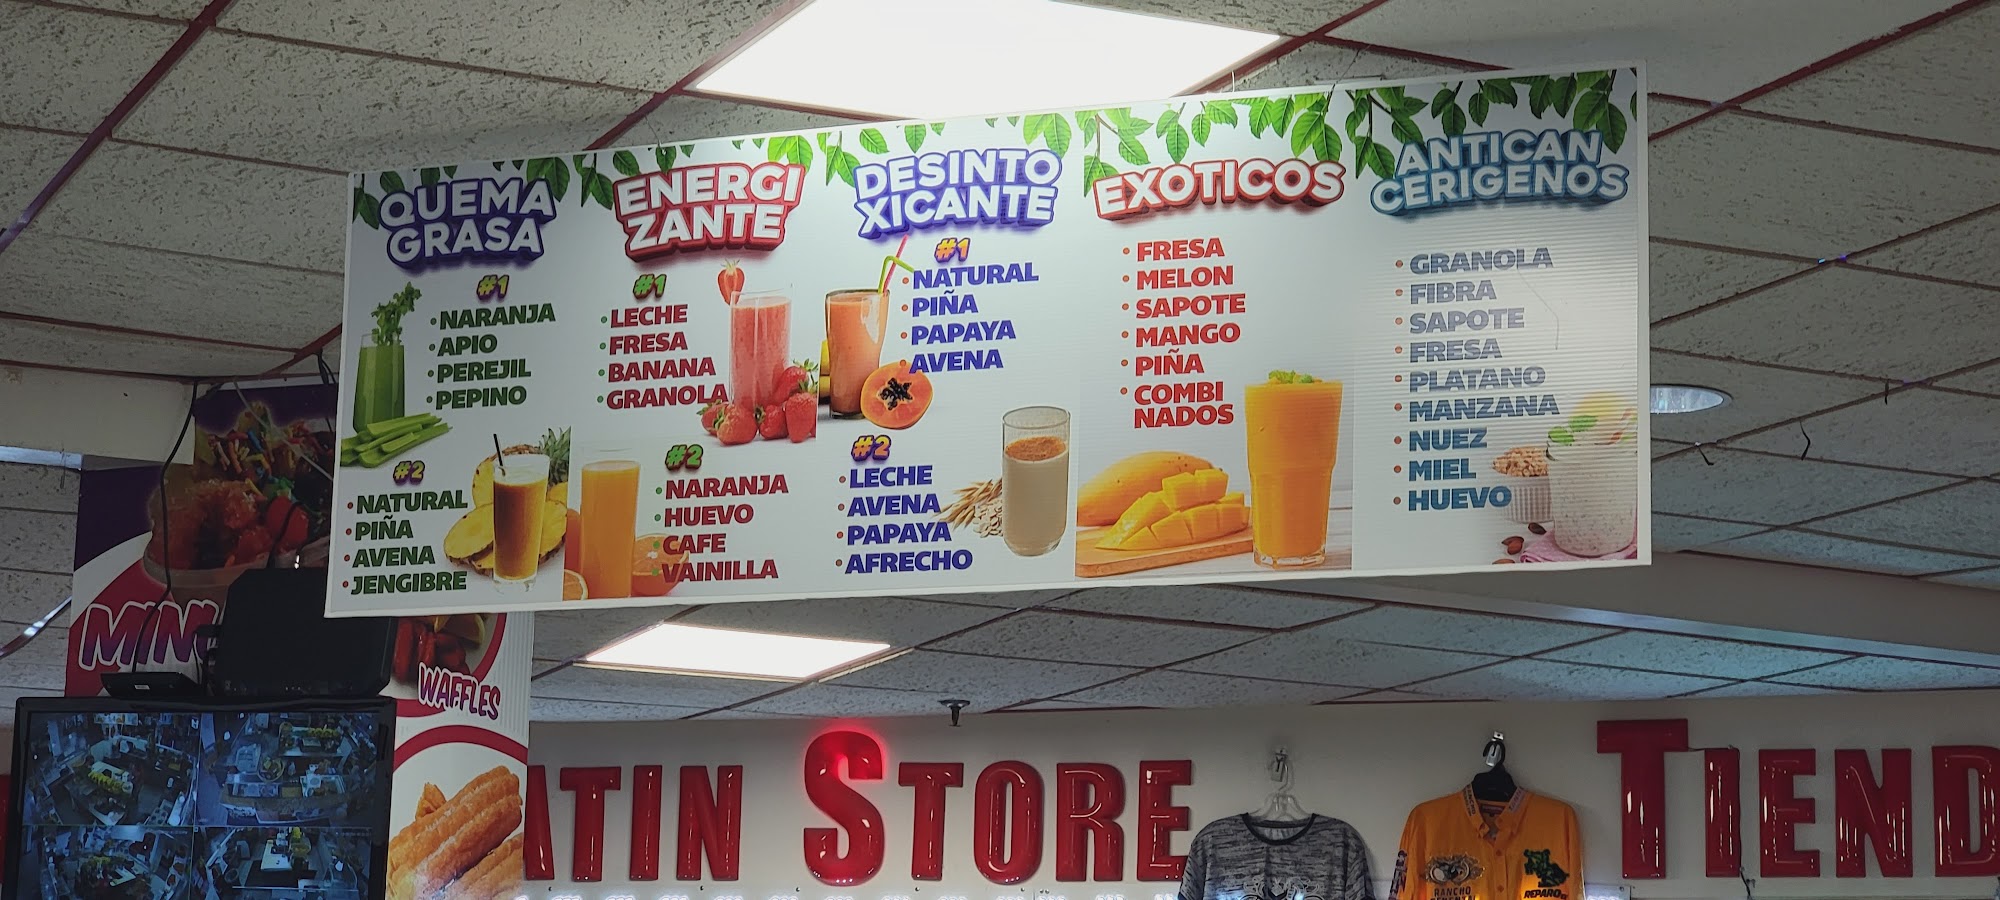 QUEMA
GRASA
#1
•NARANJA
•APIO
•PEREJIL
•PEPINO
#2
•NATURAL
•PIÑA
•AVENA
•JENGIBRE
ENERGI
ZANTE
#1
•LECHE
•FRESA
•BANANA
•GRANOLA
#2
•NARANJA
•HUEVO
•CAFE
•VAINILLA
DESINTO
XICANTE
#1
•NATURAL
•PIÑA
•PAPAYA
•AVENA
#2
•LECHE
•AVENA
•PAPAYA
•AFRECHO
EXOTICOS
•FRESA
•MELON
•SAPOTE
•MANGO
•PIÑA
•COMBI
NADOS
ANTICAN
CERIGENOS
•GRANOLA
•FIBRA
•SAPOTE
•FRESA
•PLATANO
•MANZANA
•NUEZ
•MIEL
•HUEVO
MIN
WAFFLES
ATIN STORE
TIEND
RANCHO
REPARO